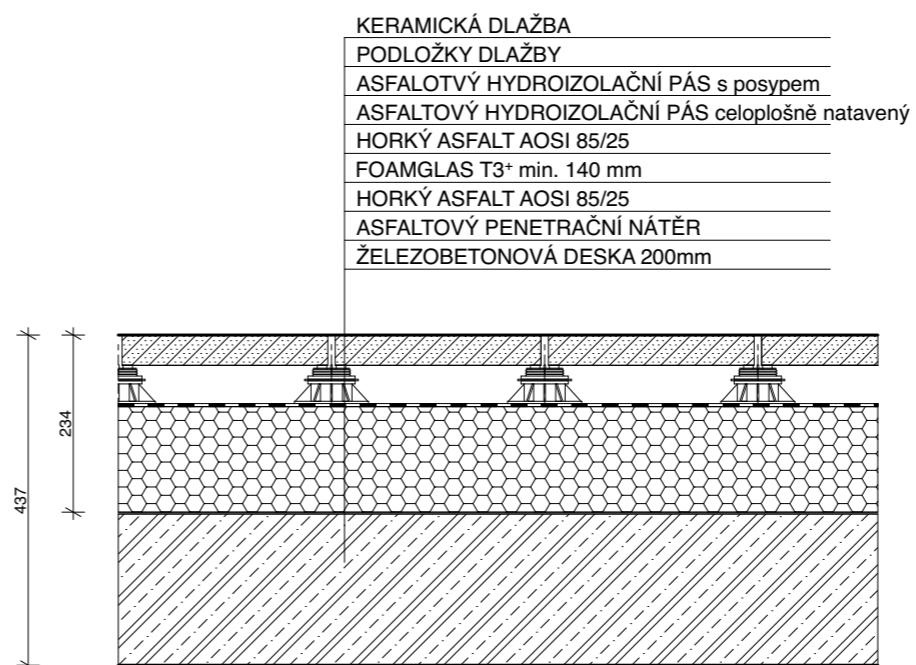 KERAMICKÁ DLAŽBA
PODLOŽKY DLAŽBY
ASFALOTVÝ HYDROIZOLAČNÍ PÁS s posypem
ASFALTOVÝ HYDROIZOLAČNÍ PÁS celoplošně natavený
HORKÝ ASFALT AOSI 85/25
FOAMGLAS T3⁺ min. 140 mm
HORKÝ ASFALT AOSI 85/25
ASFALTOVÝ PENETRAČNÍ NÁTĚR
ŽELEZOBETONOVÁ DESKA 200mm
234
437